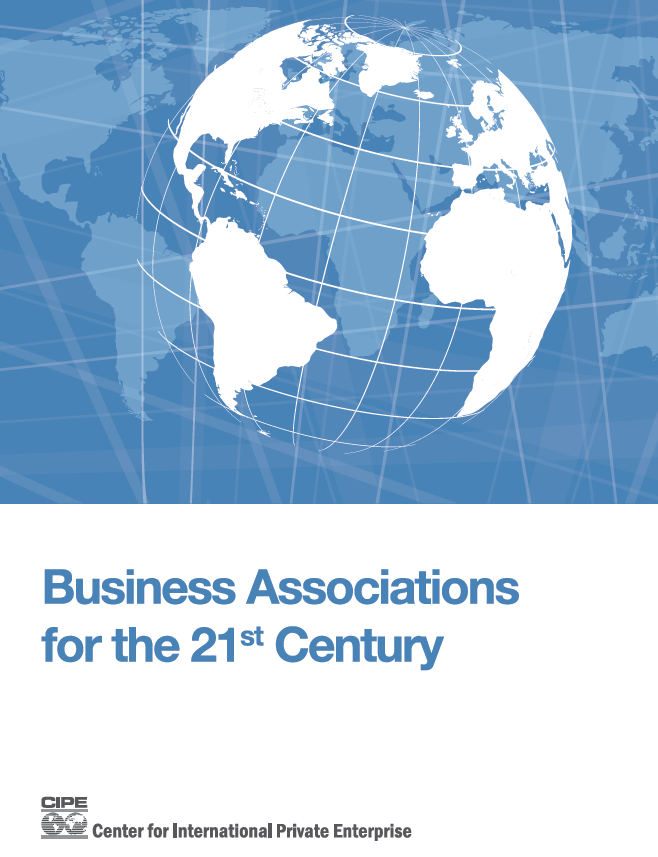 Business Associations
for the 21st Century
CIPE
Center for International Private Enterprise